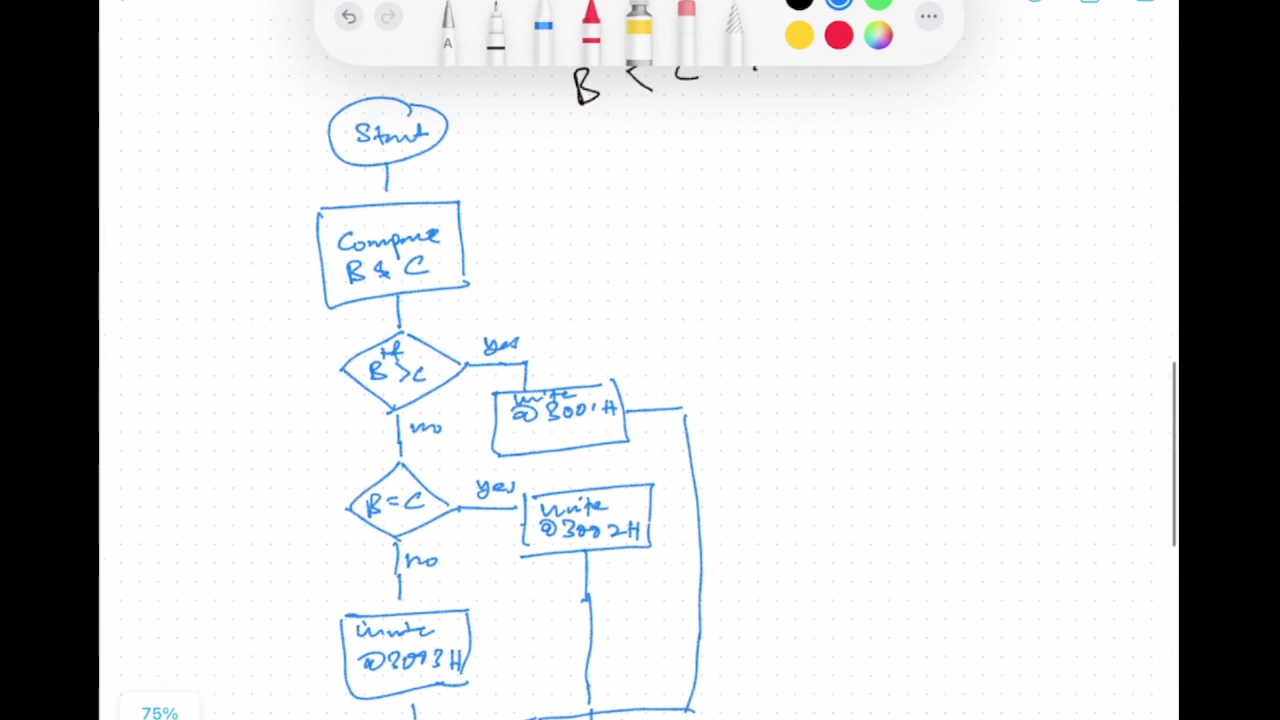 A
B < C
Start
Compare
B & C
if
B > C
yes
write
@ 3001H
no
B = C
yes
write
@ 3002H
no
write
@ 3003H
75%